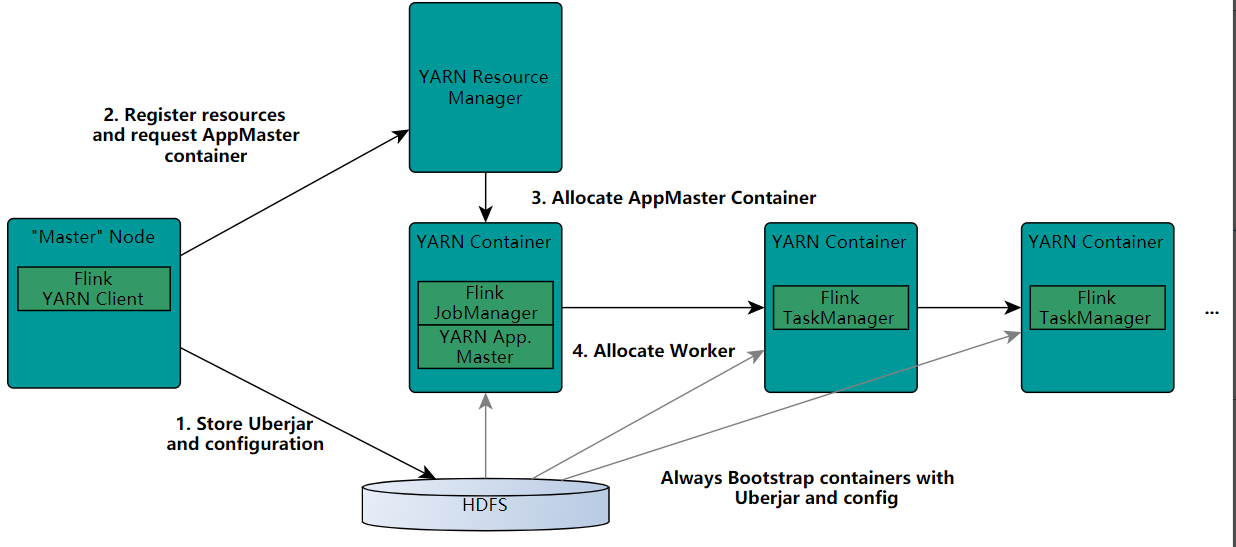 YARN Resource
Manager
2. Register resources
and request AppMaster
container
3. Allocate AppMaster Container
"Master" Node
Flink
YARN Client
YARN Container
Flink
JobManager
YARN App.
Master
YARN Container
Flink
TaskManager
YARN Container
Flink
TaskManager
...
4. Allocate Worker
1. Store Uberjar
and configuration
Always Bootstrap containers with
Uberjar and config
HDFS